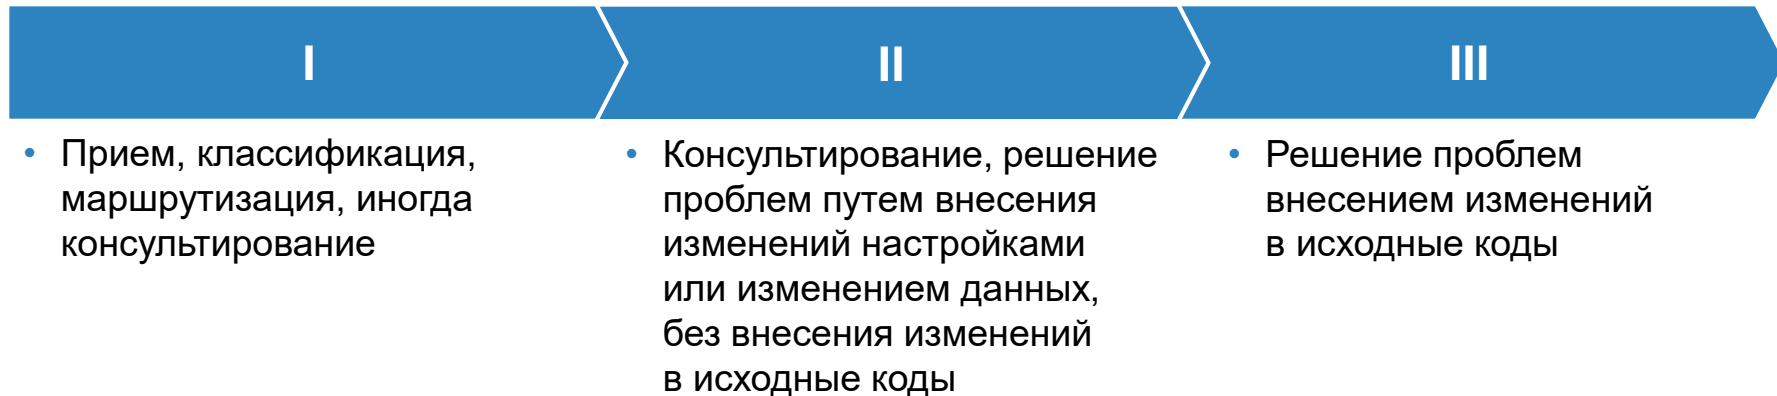 I
II
III
• Прием, классификация,
маршрутизация, иногда
консультирование
• Консультирование, решение
проблем путем внесения
изменений настройками
или изменением данных,
без внесения изменений
в исходные коды
• Решение проблем
внесением изменений
в исходные коды